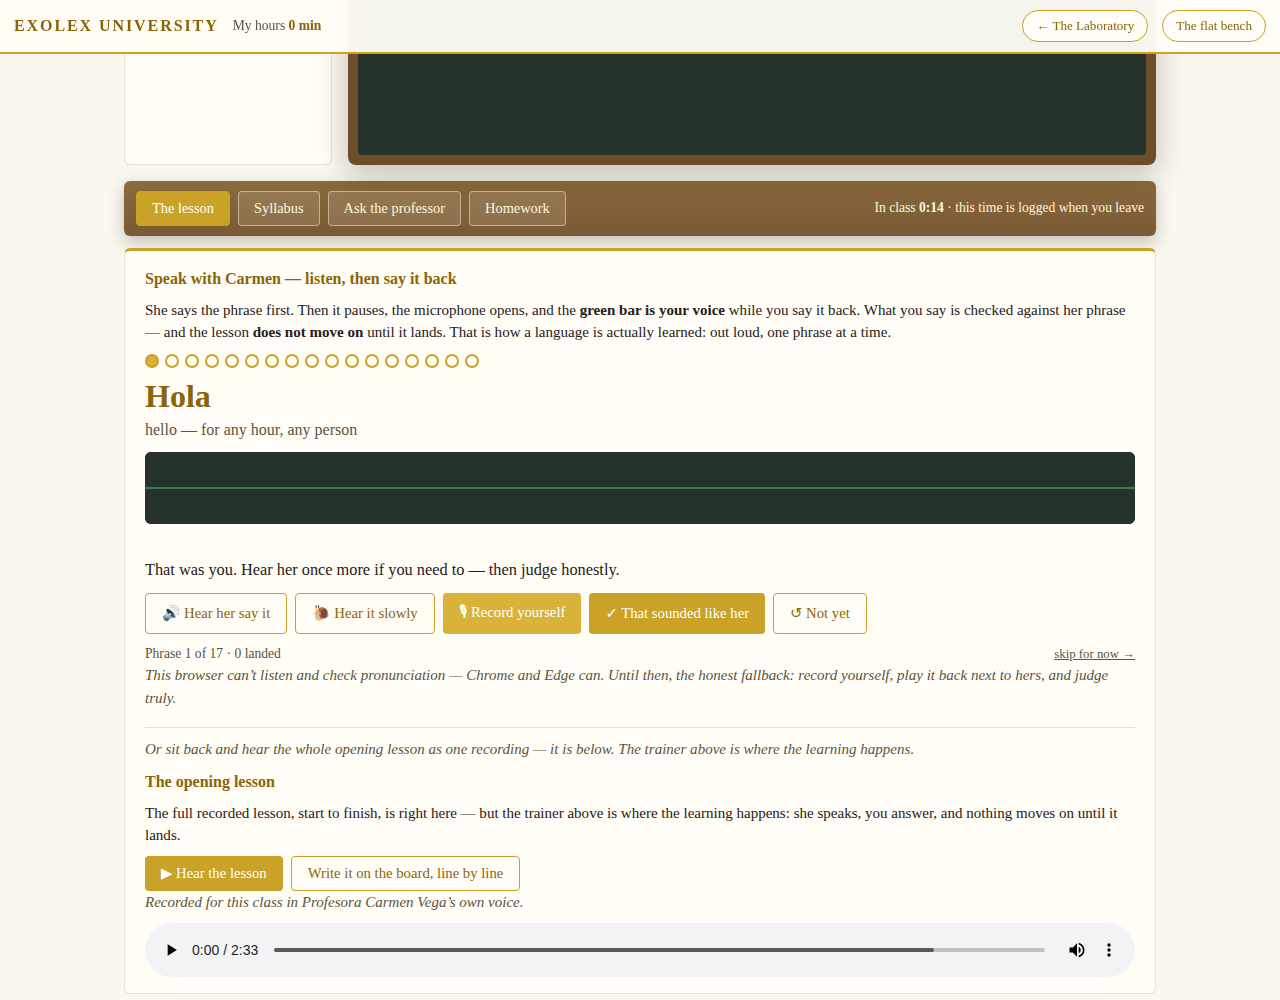 EXOLEX UNIVERSITY
My hours 0 min
← The Laboratory
The flat bench
The lesson
Syllabus
Ask the professor
Homework
In class 0:14 · this time is logged when you leave
Speak with Carmen — listen, then say it back
She says the phrase first. Then it pauses, the microphone opens, and the green bar is your voice while you say it back. What you say is checked against her phrase
— and the lesson does not move on until it lands. That is how a language is actually learned: out loud, one phrase at a time.
Hola
hello — for any hour, any person
That was you. Hear her once more if you need to — then judge honestly.
🔊 Hear her say it
🐌 Hear it slowly
🎙 Record yourself
✓ That sounded like her
↺ Not yet
Phrase 1 of 17 · 0 landed
skip for now →
This browser can’t listen and check pronunciation — Chrome and Edge can. Until then, the honest fallback: record yourself, play it back next to hers, and judge
truly.
Or sit back and hear the whole opening lesson as one recording — it is below. The trainer above is where the learning happens.
The opening lesson
The full recorded lesson, start to finish, is right here — but the trainer above is where the learning happens: she speaks, you answer, and nothing moves on until it
lands.
▶ Hear the lesson
Write it on the board, line by line
Recorded for this class in Profesora Carmen Vega’s own voice.
0:00 / 2:33